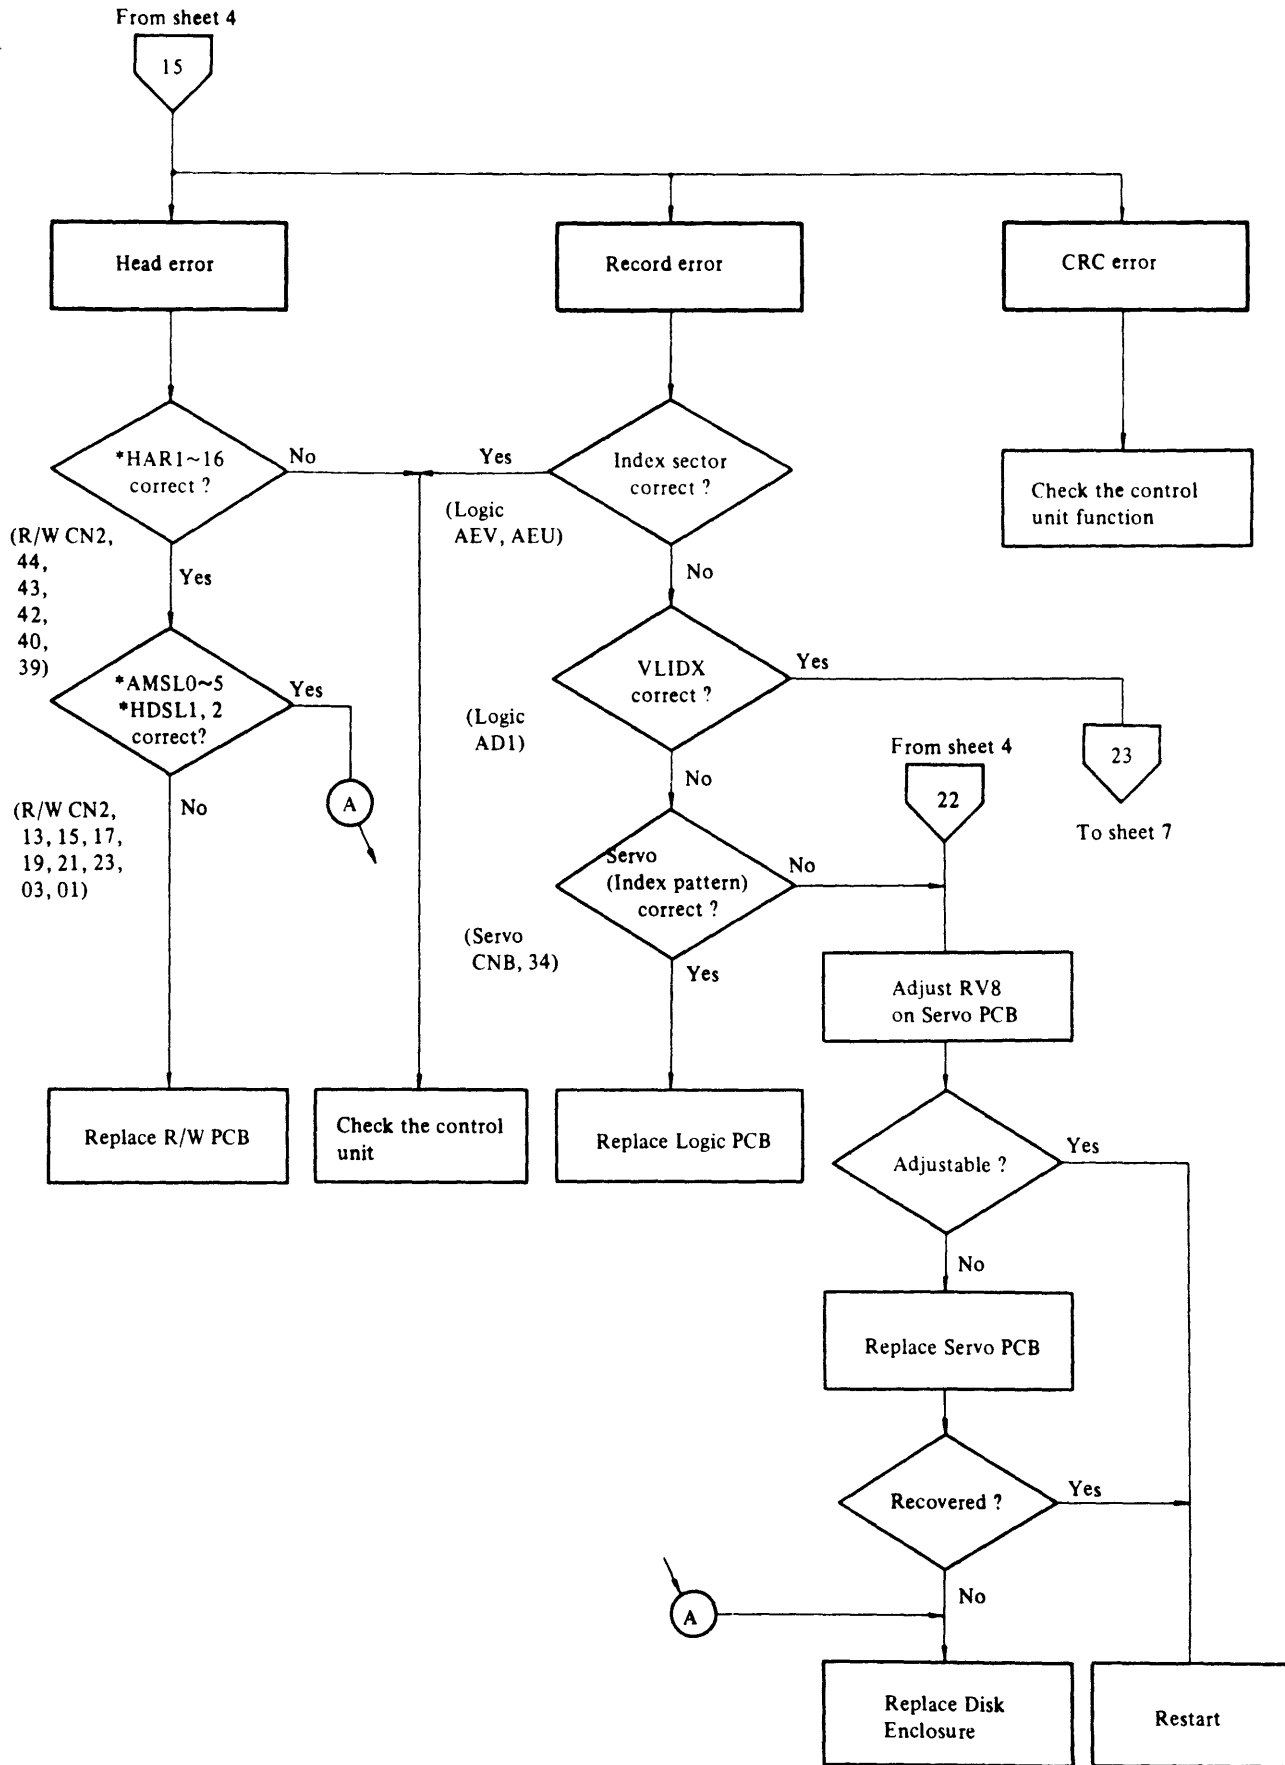 From sheet 4
15
Head error
Record error
CRC error
*HAR1~16
correct ?
No
Yes
Index sector
correct ?
Check the control
unit function
(R/W CN2,
44,
43,
42,
40,
39)
Yes
(Logic
AEV, AEU)
No
*AMSL0~5
*HDSL1, 2
correct?
Yes
VLIDX
correct ?
Yes
(Logic
AD1)
No
From sheet 4
22
23
To sheet 7
A
(R/W CN2,
13, 15, 17,
19, 21, 23,
03, 01)
No
Servo
(Index pattern)
correct ?
No
(Servo
CNB, 34)
Yes
Adjust RV8
on Servo PCB
Replace R/W PCB
Check the control
unit
Replace Logic PCB
Adjustable ?
Yes
No
Replace Servo PCB
Recovered ?
Yes
No
A
Replace Disk
Enclosure
Restart